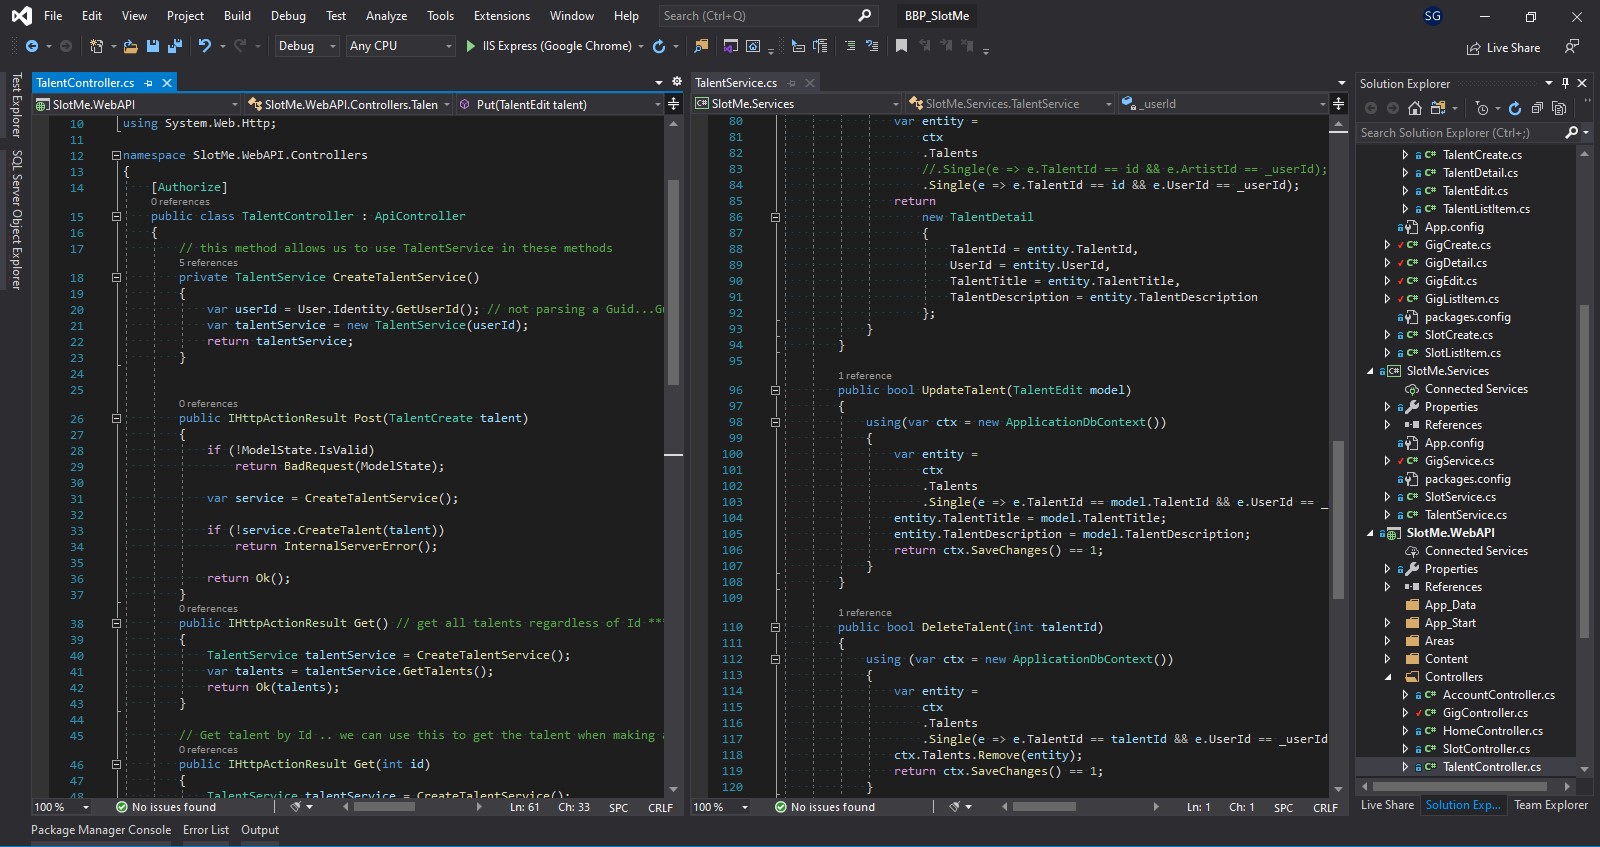 File Edit View Project Build Debug Test Analyze Tools Extensions Window Help Search (Ctrl+Q) BBP_SlotMe SG
Debug Any CPU IIS Express (Google Chrome) Live Share
Test Explorer
SQL Server Object Explorer
TalentController.cs
SlotMe.WebAPI SlotMe.WebAPI.Controllers.Talen Put(TalentEdit talent)
10 using System.Web.Http;
11
12 namespace SlotMe.WebAPI.Controllers
13 {
14 [Authorize]
0 references
15 public class TalentController : ApiController
16 {
17 // this method allows us to use TalentService in these methods
5 references
18 private TalentService CreateTalentService()
19 {
20 var userId = User.Identity.GetUserId(); // not parsing a Guid...Gu
21 var talentService = new TalentService(userId);
22 return talentService;
23 }
24
25
0 references
26 public IHttpActionResult Post(TalentCreate talent)
27 {
28 if (!ModelState.IsValid)
29 return BadRequest(ModelState);
30
31 var service = CreateTalentService();
32
33 if (!service.CreateTalent(talent))
34 return InternalServerError();
35
36 return Ok();
37 }
0 references
38 public IHttpActionResult Get() // get all talents regardless of Id ***
39 {
40 TalentService talentService = CreateTalentService();
41 var talents = talentService.GetTalents();
42 return Ok(talents);
43 }
44
45 // Get talent by Id .. we can use this to get the talent when making a
0 references
46 public IHttpActionResult Get(int id)
47 {
48 TalentService talentService = CreateTalentService();
100 % No issues found Ln: 61 Ch: 33 SPC CRLF
TalentService.cs
SlotMe.Services SlotMe.Services.TalentService _userId
80 var entity =
81 ctx
82 .Talents
83 //.Single(e => e.TalentId == id && e.ArtistId == _userId);
84 .Single(e => e.TalentId == id && e.UserId == _userId);
85 return
86 new TalentDetail
87 {
88 TalentId = entity.TalentId,
89 UserId = entity.UserId,
90 TalentTitle = entity.TalentTitle,
91 TalentDescription = entity.TalentDescription
92 };
93 }
94 }
95
1 reference
96 public bool UpdateTalent(TalentEdit model)
97 {
98 using(var ctx = new ApplicationDbContext())
99 {
100 var entity =
101 ctx
102 .Talents
103 .Single(e => e.TalentId == model.TalentId && e.UserId == _
104 entity.TalentTitle = model.TalentTitle;
105 entity.TalentDescription = model.TalentDescription;
106 return ctx.SaveChanges() == 1;
107 }
108 }
109
1 reference
110 public bool DeleteTalent(int talentId)
111 {
112 using (var ctx = new ApplicationDbContext())
113 {
114 var entity =
115 ctx
116 .Talents
117 .Single(e => e.TalentId == talentId && e.UserId == _userId
118 ctx.Talents.Remove(entity);
119 return ctx.SaveChanges() == 1;
120 }
100 % No issues found Ln: 1 Ch: 1 SPC CRLF
Solution Explorer
Search Solution Explorer (Ctrl+;)
C# TalentCreate.cs
C# TalentDetail.cs
C# TalentEdit.cs
C# TalentListItem.cs
App.config
C# GigCreate.cs
C# GigDetail.cs
C# GigEdit.cs
C# GigListItem.cs
packages.config
C# SlotCreate.cs
C# SlotListItem.cs
C# SlotMe.Services
Connected Services
Properties
References
App.config
C# GigService.cs
packages.config
C# SlotService.cs
C# TalentService.cs
SlotMe.WebAPI
Connected Services
Properties
References
App_Data
App_Start
Areas
Content
Controllers
C# AccountController.cs
C# GigController.cs
C# HomeController.cs
C# SlotController.cs
C# TalentController.cs
Live Share Solution Exp... Team Explorer
Package Manager Console Error List Output